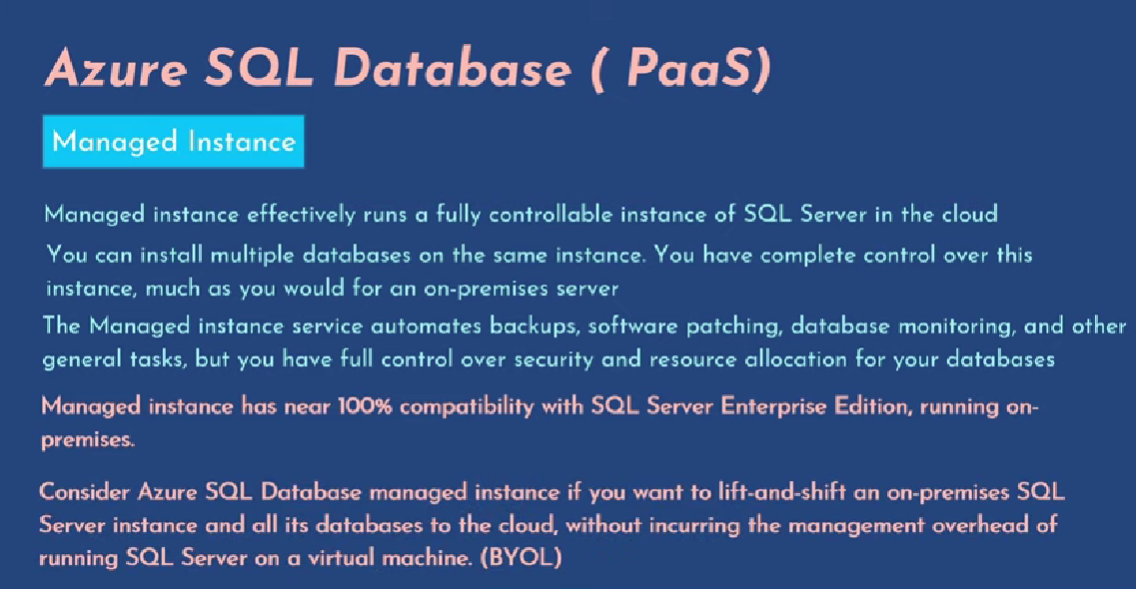 Azure SQL Database ( PaaS)
Managed Instance
Managed instance effectively runs a fully controllable instance of SQL Server in the cloud
You can install multiple databases on the same instance. You have complete control over this
instance, much as you would for an on-premises server
The Managed instance service automates backups, software patching, database monitoring, and other
general tasks, but you have full control over security and resource allocation for your databases
Managed instance has near 100% compatibility with SQL Server Enterprise Edition, running on-
premises.
Consider Azure SQL Database managed instance if you want to lift-and-shift an on-premises SQL
Server instance and all its databases to the cloud, without incurring the management overhead of
running SQL Server on a virtual machine. (BYOL)